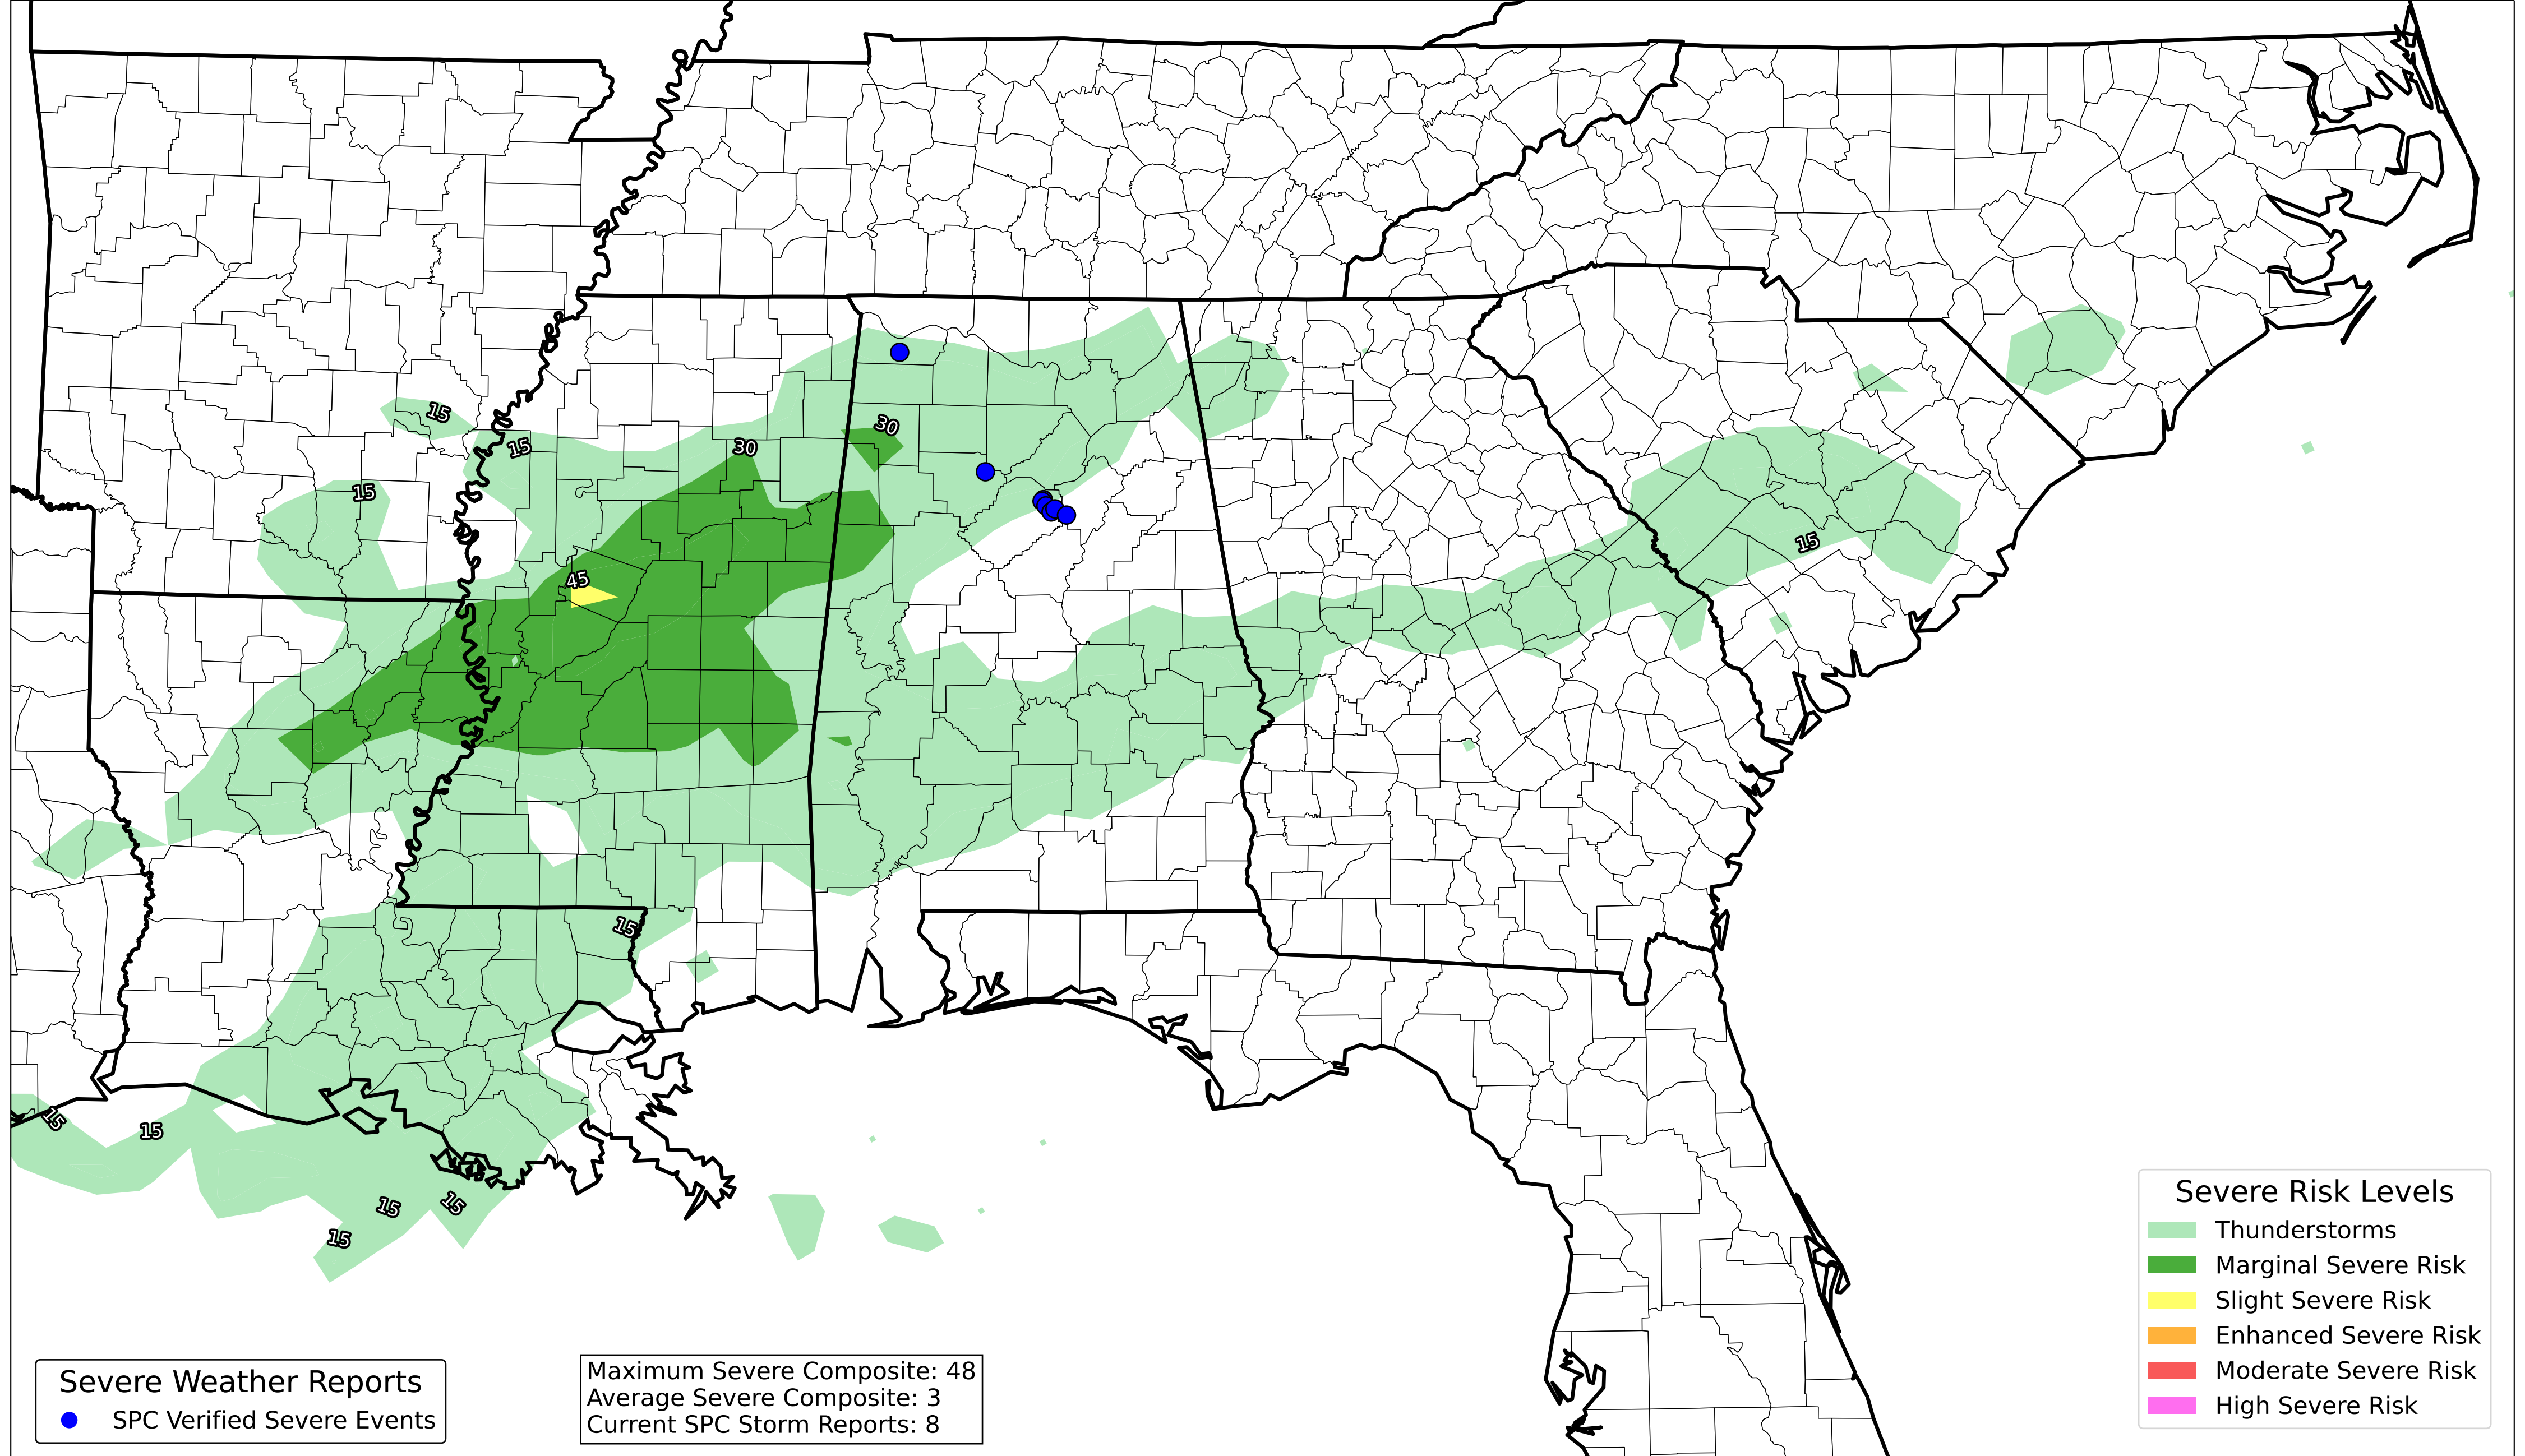 15
30
15
30
15
15
45
15
15
15
15
15
15
Severe Risk Levels
Thunderstorms
Marginal Severe Risk
Slight Severe Risk
Enhanced Severe Risk
Moderate Severe Risk
High Severe Risk
Severe Weather Reports
SPC Verified Severe Events
Maximum Severe Composite: 48
Average Severe Composite: 3
Current SPC Storm Reports: 8